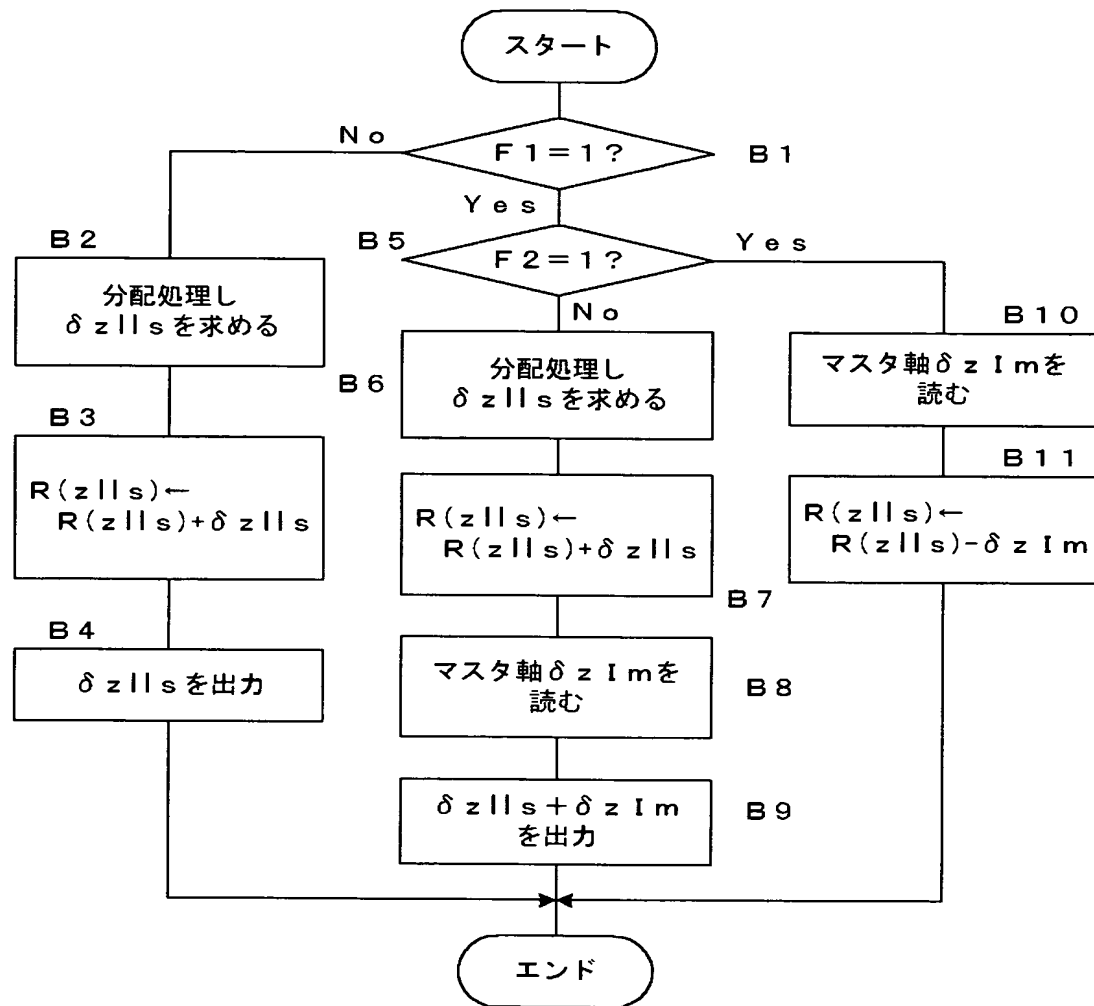 スタート
No
F1=1?
B1
Yes
B5
F2=1?
Yes
No
B2
分配処理し
δzIIsを求める
B3
R(zIIs)←
R(zIIs)+δzIIs
B4
δzIIsを出力
B6
分配処理し
δzIIsを求める
R(zIIs)←
R(zIIs)+δzIIs
B7
マスタ軸δzImを
読む
B8
δzIIs+δzIm
を出力
B9
B10
マスタ軸δzImを
読む
B11
R(zIIs)←
R(zIIs)-δzIm
エンド